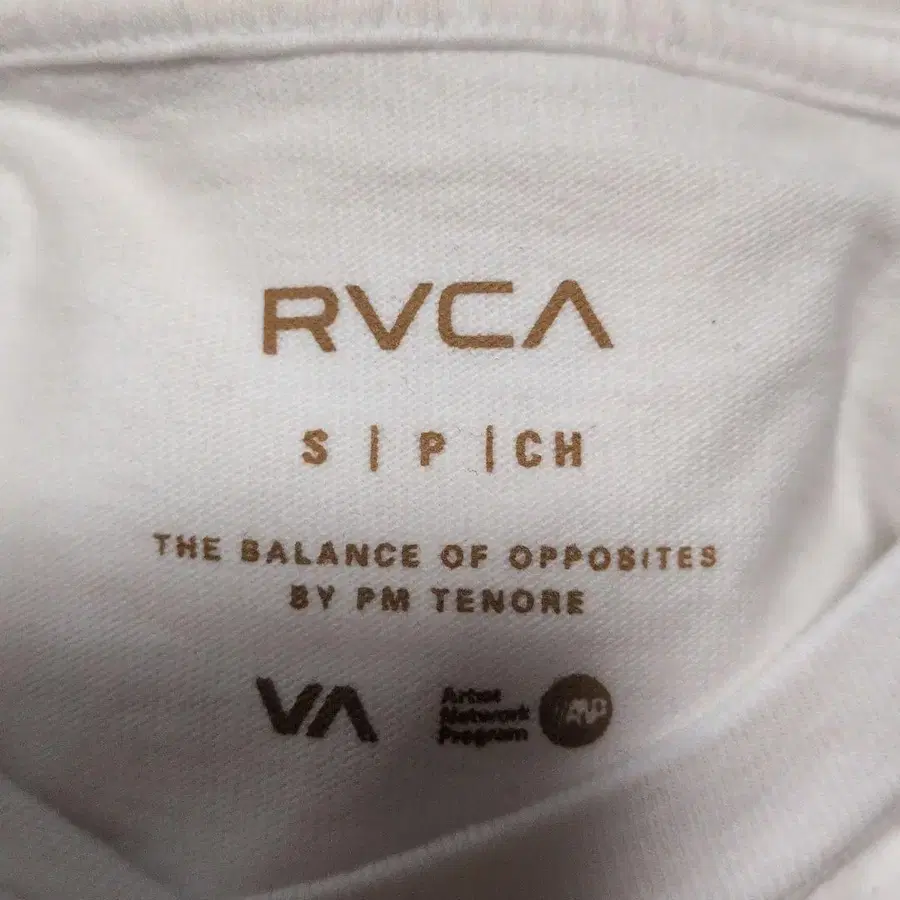 RVCA
S | P | CH
THE BALANCE OF OPPOSITES
BY PM TENORE
VA
Artist
Network
Program
ANP